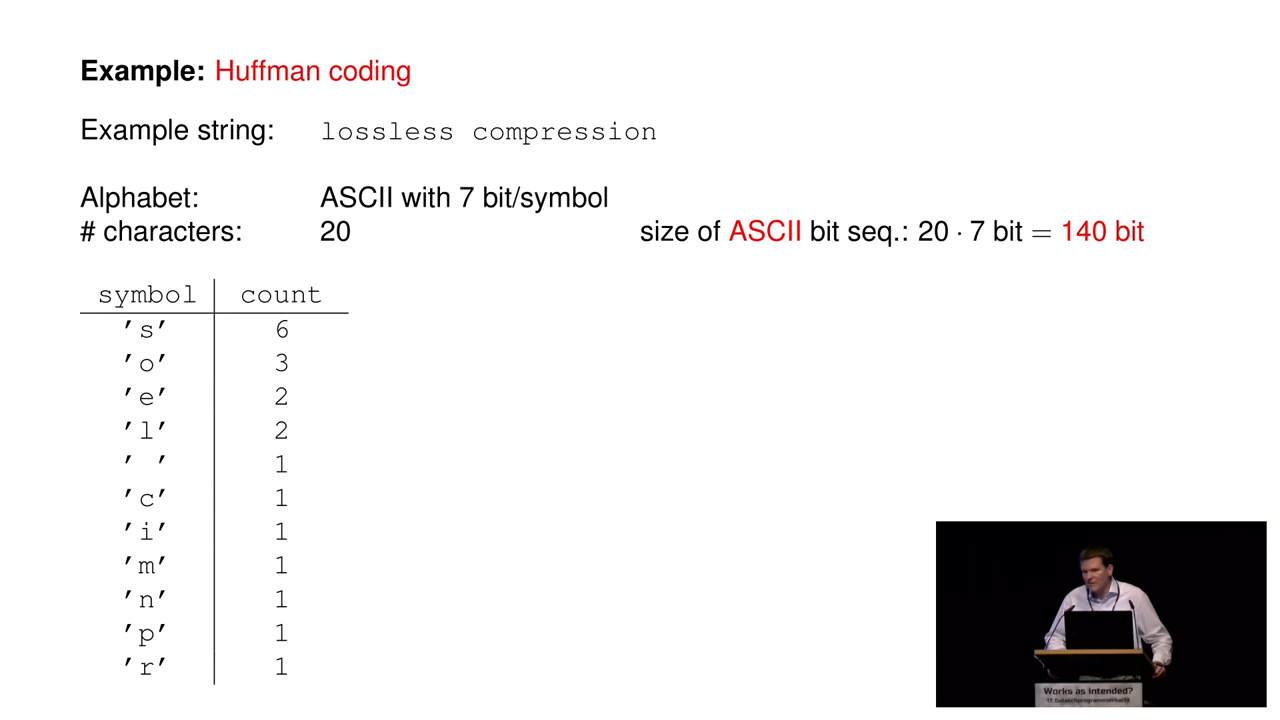 Example: Huffman coding
Example string: lossless compression
Alphabet: ASCII with 7 bit/symbol
# characters: 20 size of ASCII bit seq.: 20 · 7 bit = 140 bit
symbol count
's' 6
'o' 3
'e' 2
'l' 2
' ' 1
'c' 1
'i' 1
'm' 1
'n' 1
'p' 1
'r' 1
Works as intended?
17. Gulaschprogrammiernacht